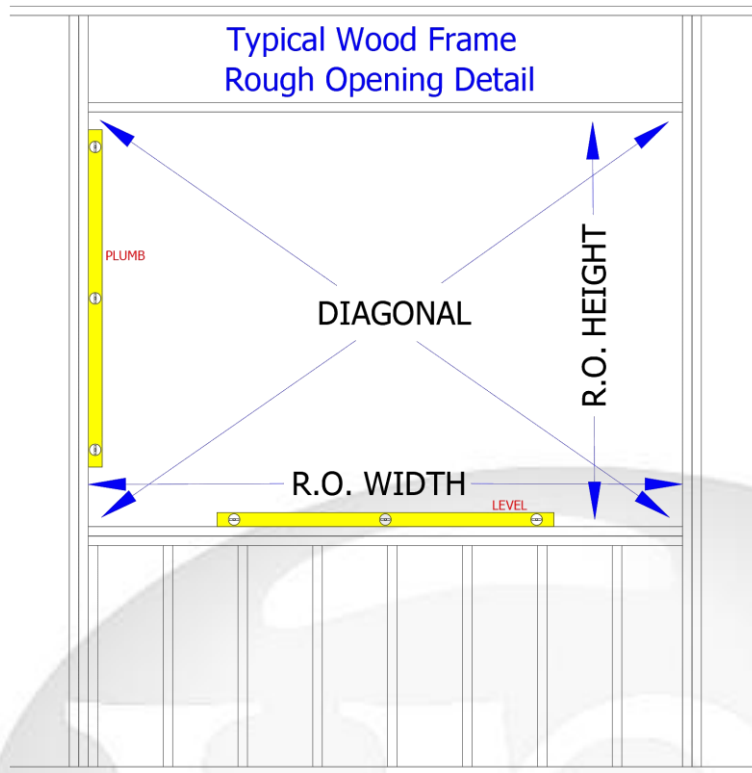 Typical Wood Frame
Rough Opening Detail
PLUMB
DIAGONAL
R.O. HEIGHT
R.O. WIDTH
LEVEL